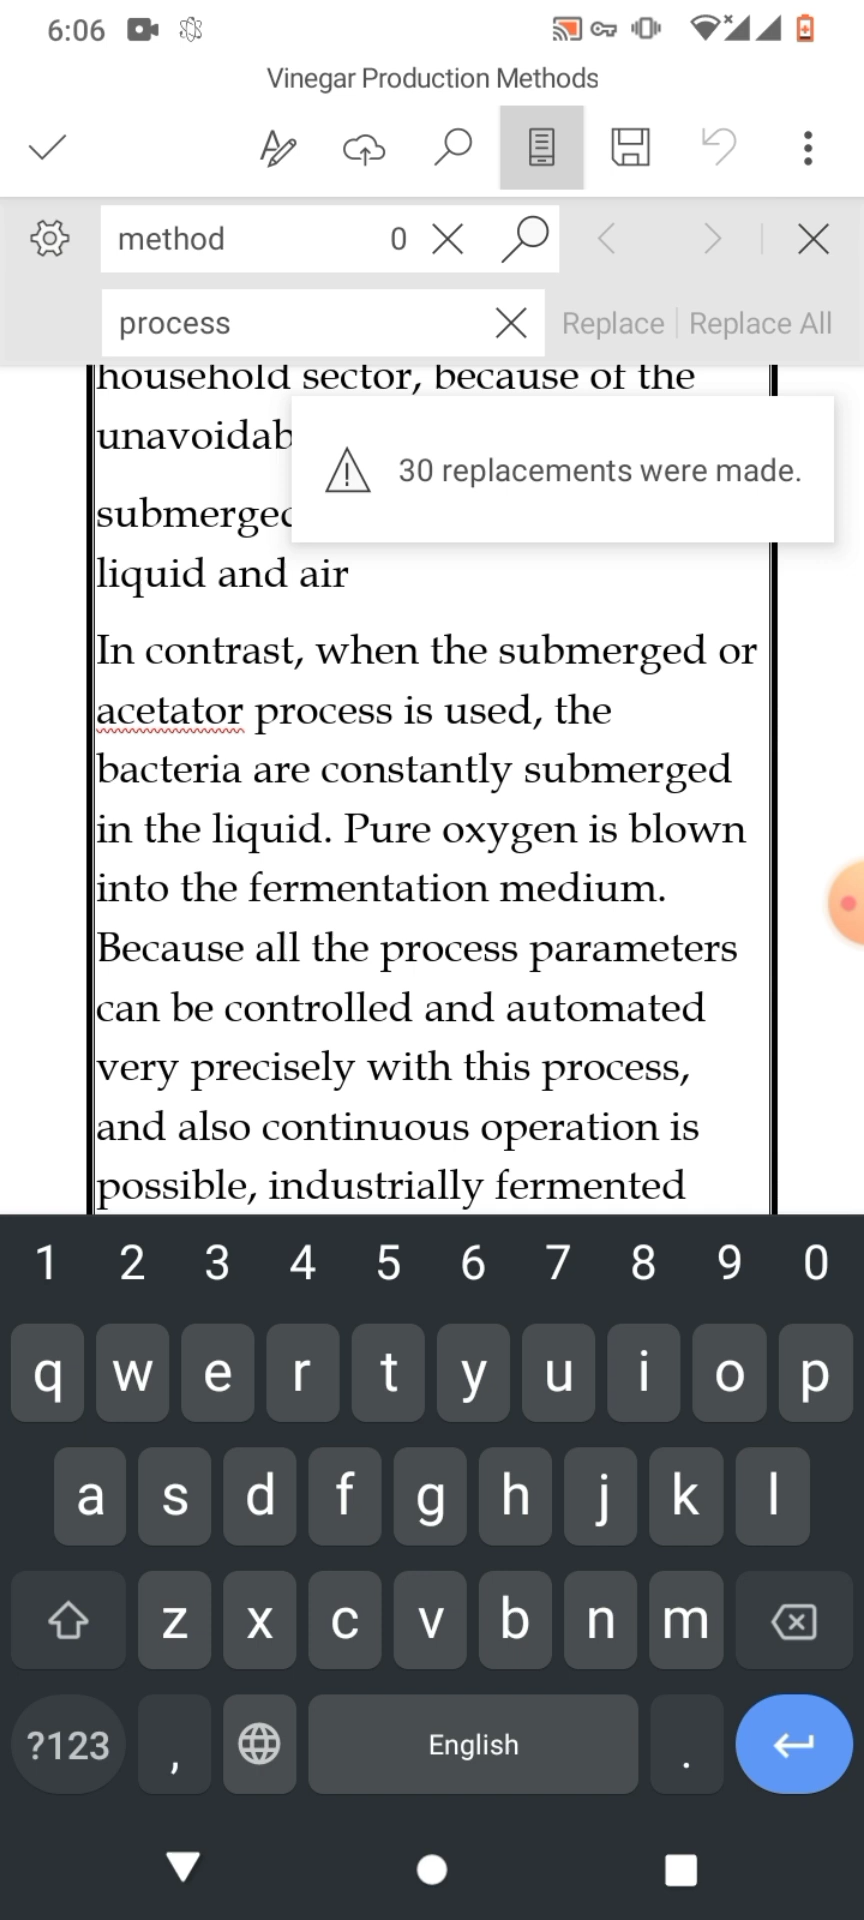 6:06
Vinegar Production Methods
method 0
process Replace Replace All
household sector, because of the
unavoidab
30 replacements were made.
submerged
liquid and air
In contrast, when the submerged or
acetator process is used, the
bacteria are constantly submerged
in the liquid. Pure oxygen is blown
into the fermentation medium.
Because all the process parameters
can be controlled and automated
very precisely with this process,
and also continuous operation is
possible, industrially fermented
1 2 3 4 5 6 7 8 9 0
q w e r t y u i o p
a s d f g h j k l
z x c v b n m
?123 , English .